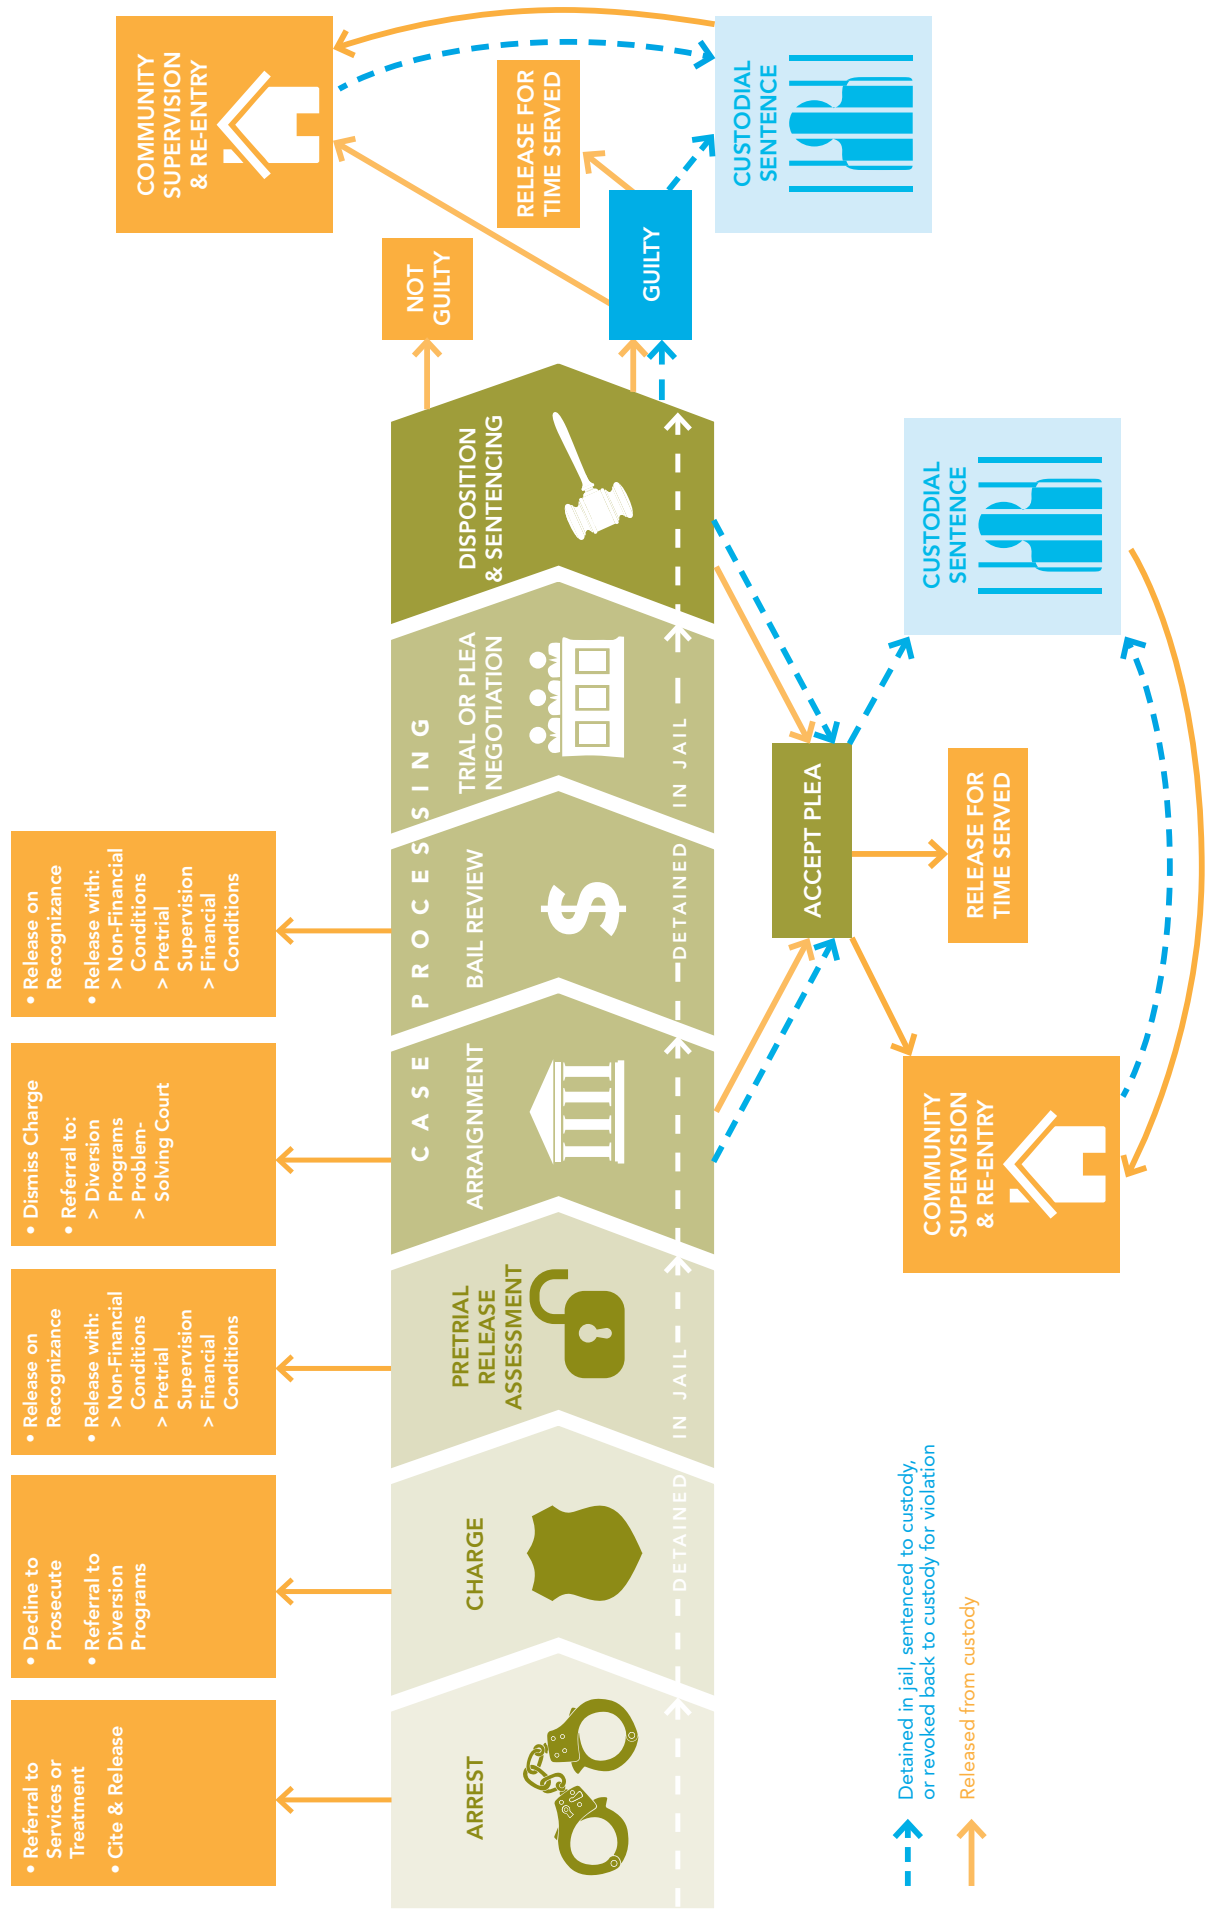 • Referral to
Services or
Treatment
• Cite & Release
• Decline to
Prosecute
• Referral to
Diversion
Programs
• Release on
Recognizance
• Release with:
> Non-Financial
Conditions
> Pretrial
Supervision
> Financial
Conditions
• Dismiss Charge
• Referral to:
> Diversion
Programs
> Problem-
Solving Court
• Release on
Recognizance
• Release with:
> Non-Financial
Conditions
> Pretrial
Supervision
> Financial
Conditions
CASE PROCESSING
ARREST
CHARGE
PRETRIAL
RELEASE
ASSESSMENT
ARRAIGNMENT
BAIL REVIEW
TRIAL OR PLEA
NEGOTIATION
DISPOSITION
& SENTENCING
DETAINED
IN JAIL
DETAINED
IN JAIL
NOT
GUILTY
GUILTY
COMMUNITY
SUPERVISION
& RE-ENTRY
RELEASE FOR
TIME SERVED
CUSTODIAL
SENTENCE
ACCEPT PLEA
COMMUNITY
SUPERVISION
& RE-ENTRY
RELEASE FOR
TIME SERVED
CUSTODIAL
SENTENCE
Detained in jail, sentenced to custody,
or revoked back to custody for violation
Released from custody